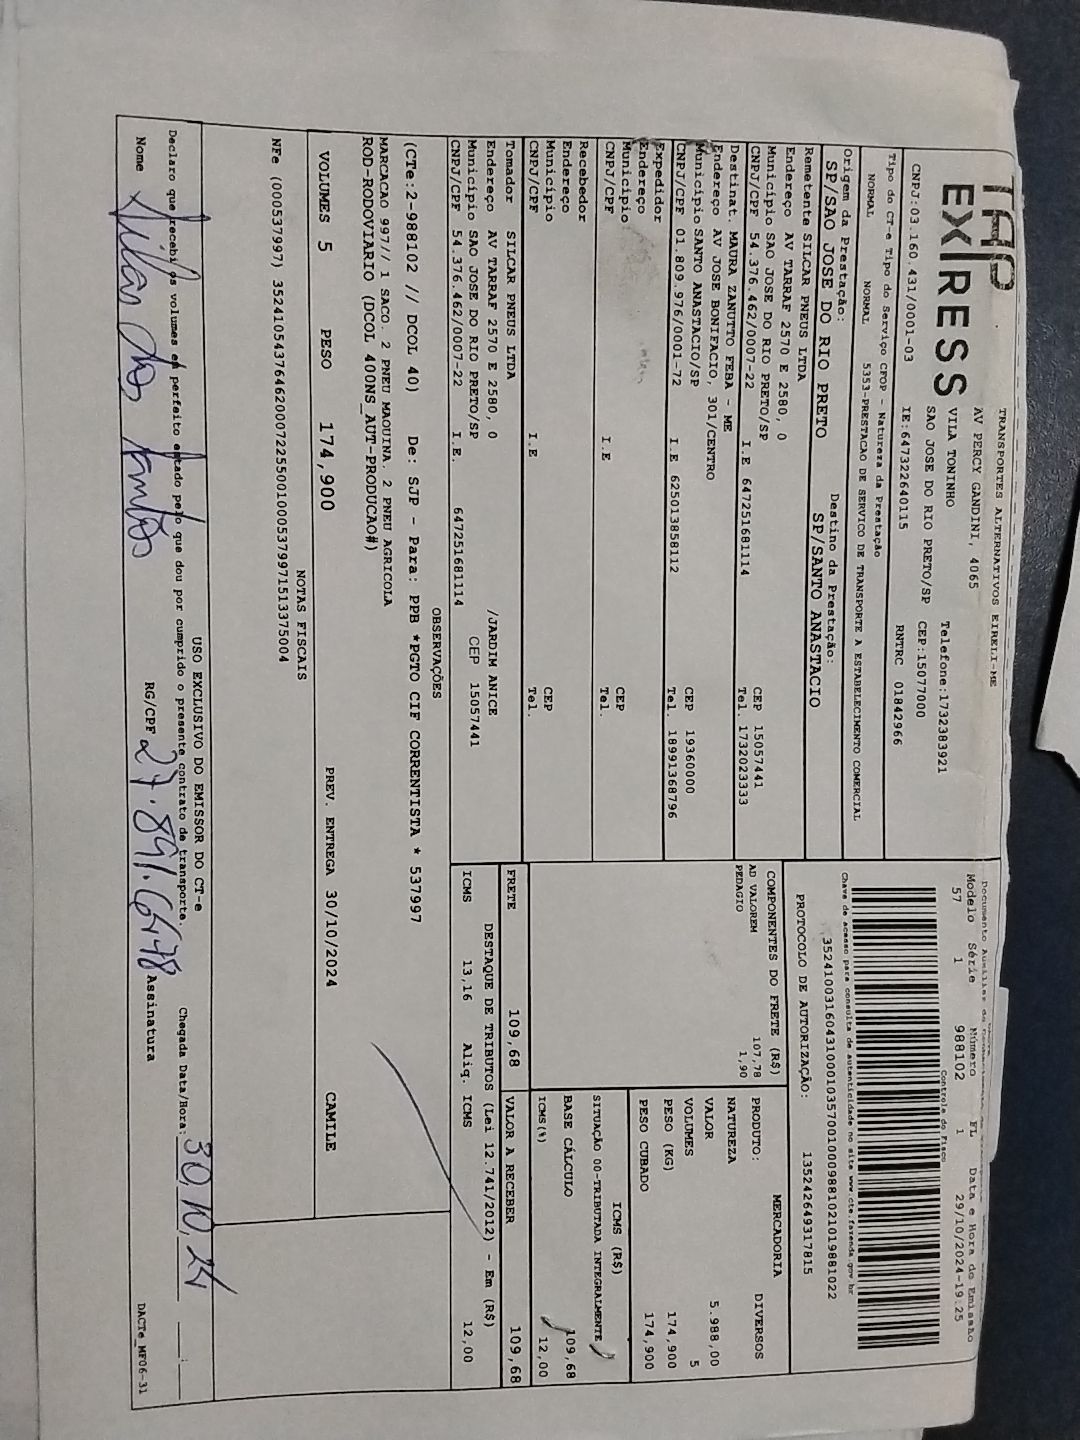 TAP
EXPRESS
TRANSPORTES ALTERNATIVOS EIRELI-ME
AV PERCY GANDINI, 4065
VILA TONINHO Telefone:1732383921
SAO JOSE DO RIO PRETO/SP CEP:15077000
CNPJ:03.160.431/0001-03 IE:647322640115 RNTRC 01842966
Tipo do CT-e Tipo do Serviço CFOP - Natureza da Prestação
NORMAL NORMAL 5353-PRESTACAO DE SERVICO DE TRANSPORTE A ESTABELECIMENTO COMERCIAL
Origem da Prestação: Destino da Prestação:
SP/SAO JOSE DO RIO PRETO SP/SANTO ANASTACIO
Documento Auxiliar do
Modelo Série Número FL Data e Hora de Emissão
57 1 988102 1 29/10/2024-19.25
Controle do Fisco
Chave de acesso para consulta de autenticidade no site www.cte.fazenda.gov.br
PROTOCOLO DE AUTORIZAÇÃO: 135242649317815
Remetente SILCAR PNEUS LTDA
Endereço AV TARRAF 2570 E 2580, 0
Município SAO JOSE DO RIO PRETO/SP CEP 15057441
CNPJ/CPF 54.376.462/0007-22 I.E 647251681114 Tel. 1732023333
Destinat. MAURA ZANUTTO FEBA - ME
Endereço AV JOSE BONIFACIO, 301/CENTRO
Município SANTO ANASTACIO/SP CEP 19360000
CNPJ/CPF 01.809.976/0001-72 I.E 625013858112 Tel. 18991368796
Expedidor
Endereço
Município CEP
CNPJ/CPF I.E Tel.
Recebedor
Endereço
Município CEP
CNPJ/CPF I.E Tel.
COMPONENTES DO FRETE (R$)
AD VALOREM 107,78
PEDAGIO 1,90
MERCADORIA
PRODUTO: DIVERSOS
NATUREZA
VALOR 5.988,00
VOLUMES 5
PESO (KG) 174,900
PESO CUBADO 174,900
ICMS (R$)
SITUAÇÃO 00-TRIBUTADA INTEGRALMENTE
BASE CÁLCULO 109,68
ICMS(%) 12,00
FRETE 109,68 VALOR A RECEBER 109,68
Tomador SILCAR PNEUS LTDA
Endereço AV TARRAF 2570 E 2580, 0 /JARDIM ANICE
Município SAO JOSE DO RIO PRETO/SP CEP 15057441
CNPJ/CPF 54.376.462/0007-22 I.E. 647251681114
DESTAQUE DE TRIBUTOS (Lei 12.741/2012) - Em (R$)
ICMS 13,16 Aliq. ICMS 12,00
OBSERVAÇÕES
(CTe:2-988102 // DCOL 40) De: SJP - Para: PPB *PGTO CIF CORRENTISTA * 537997
MARCACAO 997// 1 SACO. 2 PNEU MAQUINA. 2 PNEU AGRICOLA
ROD-RODOVIARIO (DCOL 400NS_AUT-PRODUCAO#)
VOLUMES 5 PESO 174,900 PREV. ENTREGA 30/10/2024 CAMILE
NOTAS FISCAIS
NFe (000537997) 35241054376462000722550010005379971513375004
USO EXCLUSIVO DO EMISSOR DO CT-e
Declaro que recebi os volumes em perfeito estado pelo que dou por cumprido o presente contrato de transporte. Chegada Data/Hora: 30/10/24
Nome dos Santos RG/CPF Assinatura
DACTe_MF06-31